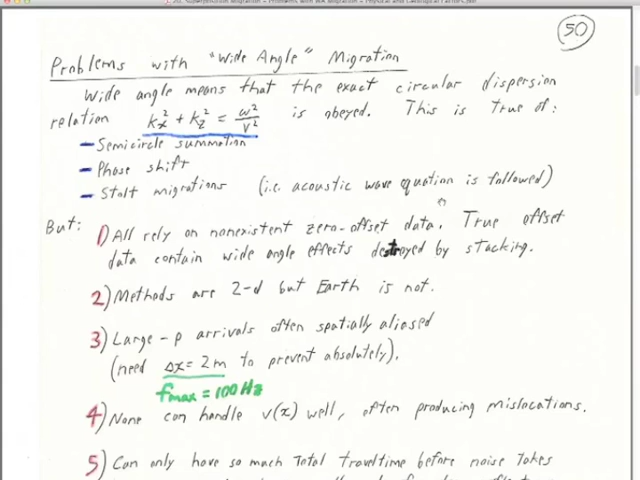 50
Problems with "Wide Angle" Migration
Wide angle means that the exact circular dispersion
relation kx² + kz² = ω²/v² is obeyed. This is true of:
– Semicircle summation
– Phase shift
– Stolt migrations (i.e. acoustic wave equation is followed)
But: 1) All rely on nonexistent zero-offset data. True offset
data contain wide angle effects destroyed by stacking.
2) Methods are 2-d but Earth is not.
3) Large-p arrivals often spatially aliased
(need Δx = 2m to prevent absolutely).
fmax = 100 Hz
4) None can handle v(x) well, often producing mislocations.
5) Can only have so much total traveltime before noise takes